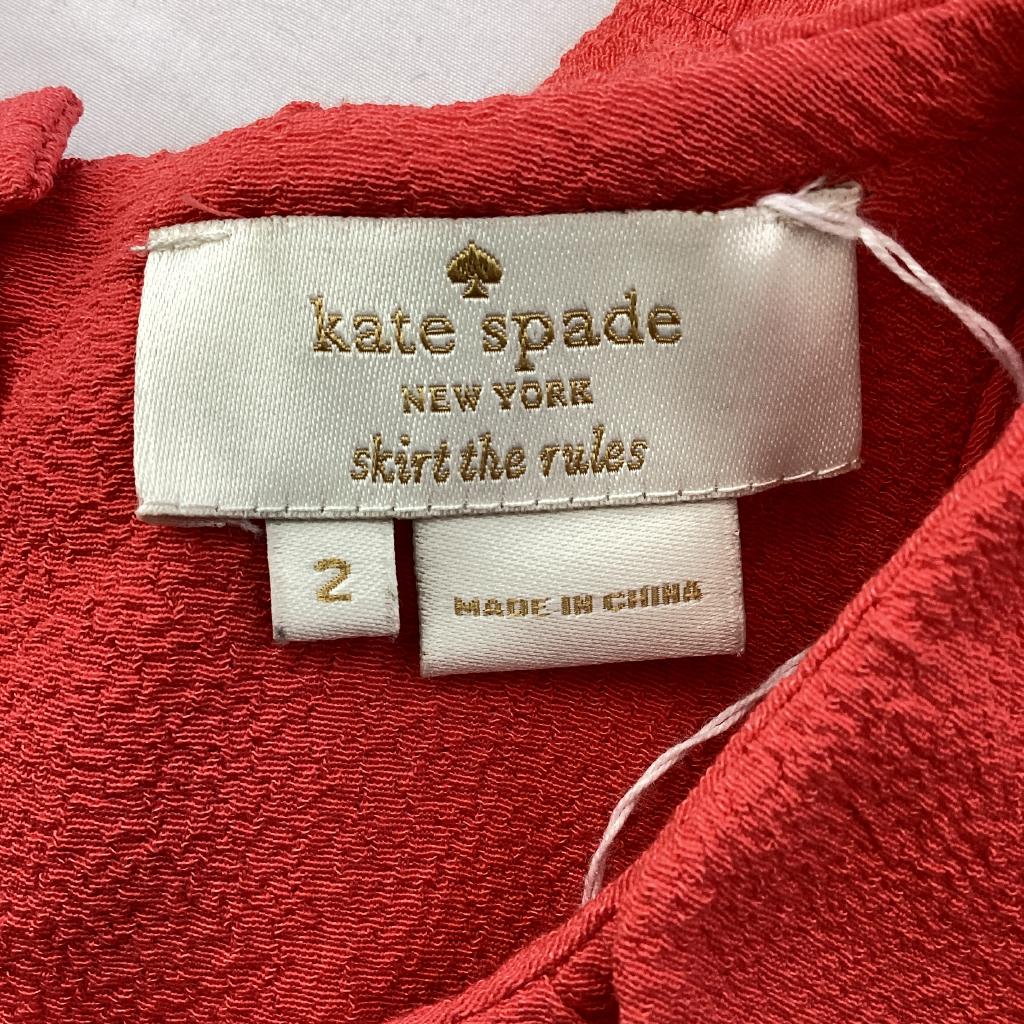 kate spade
NEW YORK
skirt the rules
2
MADE IN CHINA